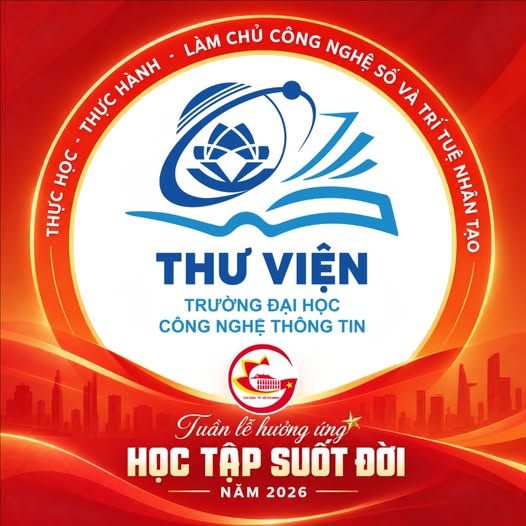 THỰC HỌC - THỰC HÀNH - LÀM CHỦ CÔNG NGHỆ SỐ VÀ TRÍ TUỆ NHÂN TẠO
THƯ VIỆN
TRƯỜNG ĐẠI HỌC
CÔNG NGHỆ THÔNG TIN
Tuần lễ hưởng ứng
HỌC TẬP SUỐT ĐỜI
NĂM 2026